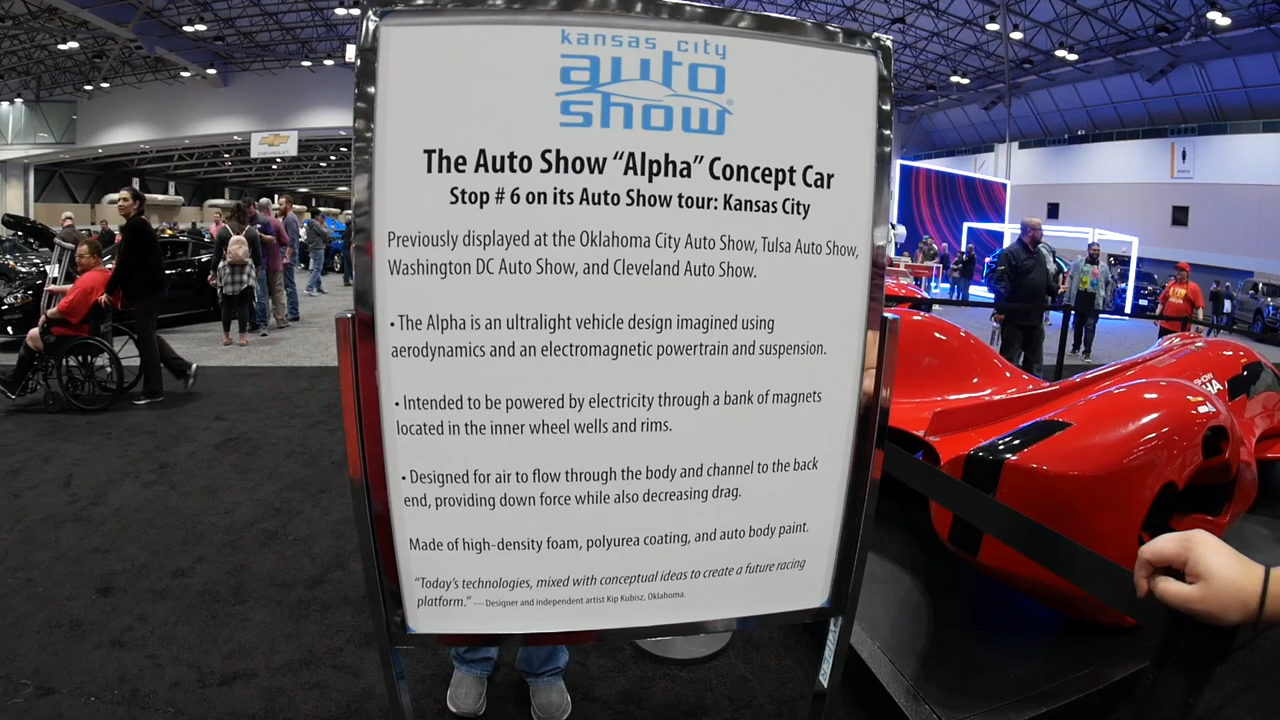 kansas city
auto
show
The Auto Show “Alpha” Concept Car
Stop # 6 on its Auto Show tour: Kansas City
Previously displayed at the Oklahoma City Auto Show, Tulsa Auto Show,
Washington DC Auto Show, and Cleveland Auto Show.
• The Alpha is an ultralight vehicle design imagined using
aerodynamics and an electromagnetic powertrain and suspension.
• Intended to be powered by electricity through a bank of magnets
located in the inner wheel wells and rims.
• Designed for air to flow through the body and channel to the back
end, providing down force while also decreasing drag.
Made of high-density foam, polyurea coating, and auto body paint.
“Today’s technologies, mixed with conceptual ideas to create a future racing
platform.” — Designer and independent artist Kip Kubisz, Oklahoma.
CHEVROLET
SHOW